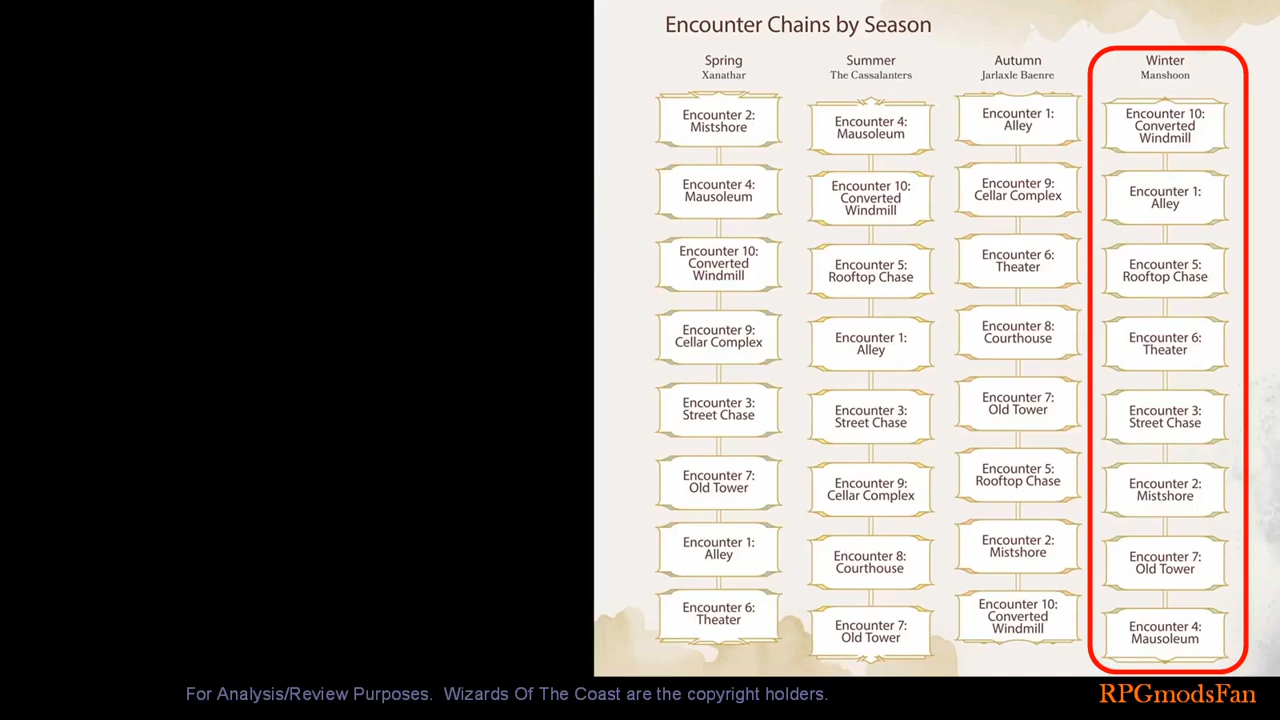 Encounter Chains by Season
Spring
Xanathar
Encounter 2:
Mistshore
Encounter 4:
Mausoleum
Encounter 10:
Converted
Windmill
Encounter 9:
Cellar Complex
Encounter 3:
Street Chase
Encounter 7:
Old Tower
Encounter 1:
Alley
Encounter 6:
Theater
Summer
The Cassalanters
Encounter 4:
Mausoleum
Encounter 10:
Converted
Windmill
Encounter 5:
Rooftop Chase
Encounter 1:
Alley
Encounter 3:
Street Chase
Encounter 9:
Cellar Complex
Encounter 8:
Courthouse
Encounter 7:
Old Tower
Autumn
Jarlaxle Baenre
Encounter 1:
Alley
Encounter 9:
Cellar Complex
Encounter 6:
Theater
Encounter 8:
Courthouse
Encounter 7:
Old Tower
Encounter 5:
Rooftop Chase
Encounter 2:
Mistshore
Encounter 10:
Converted
Windmill
Winter
Manshoon
Encounter 10:
Converted
Windmill
Encounter 1:
Alley
Encounter 5:
Rooftop Chase
Encounter 6:
Theater
Encounter 3:
Street Chase
Encounter 2:
Mistshore
Encounter 7:
Old Tower
Encounter 4:
Mausoleum
For Analysis/Review Purposes.  Wizards Of The Coast are the copyright holders.
RPGmodsFan